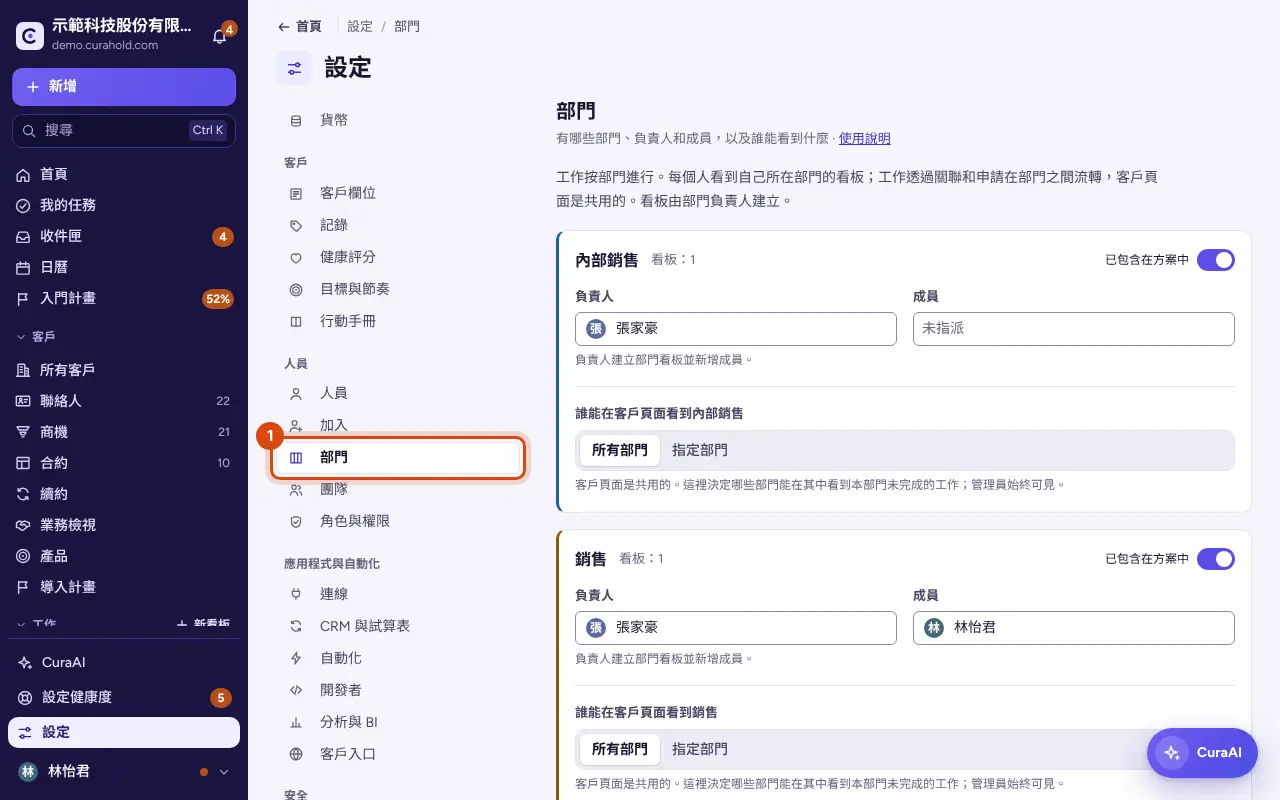 示範科技股份有限...
demo.curahold.com
4
新增
搜尋
Ctrl K
首頁
我的任務
收件匣
4
日曆
入門計畫
52%
客戶
所有客戶
聯絡人
22
商機
21
合約
10
續約
業務檢視
產品
導入計畫
工作
新看板
CuraAI
設定健康度
5
設定
林
林怡君
首頁
設定 / 部門
設定
貨幣
客戶
客戶欄位
記錄
健康評分
目標與節奏
行動手冊
人員
人員
加入
1
部門
團隊
角色與權限
應用程式與自動化
連線
CRM 與試算表
自動化
開發者
分析與 BI
客戶入口
安全
部門
有哪些部門、負責人和成員，以及誰能看到什麼 · 使用說明
工作按部門進行。每個人看到自己所在部門的看板；工作透過關聯和申請在部門之間流轉，客戶頁
面是共用的。看板由部門負責人建立。
內部銷售
看板：1
已包含在方案中
負責人
成員
張
張家豪
未指派
負責人建立部門看板並新增成員。
誰能在客戶頁面看到內部銷售
所有部門
指定部門
客戶頁面是共用的。這裡決定哪些部門能在其中看到本部門未完成的工作；管理員始終可見。
銷售
看板：1
已包含在方案中
負責人
成員
張
張家豪
林
林怡君
負責人建立部門看板並新增成員。
誰能在客戶頁面看到銷售
所有部門
指定部門
客戶頁面是共用的。這裡決定哪些部門能在其中看到本部門未完成的工作；管理員始終可見。
CuraAI